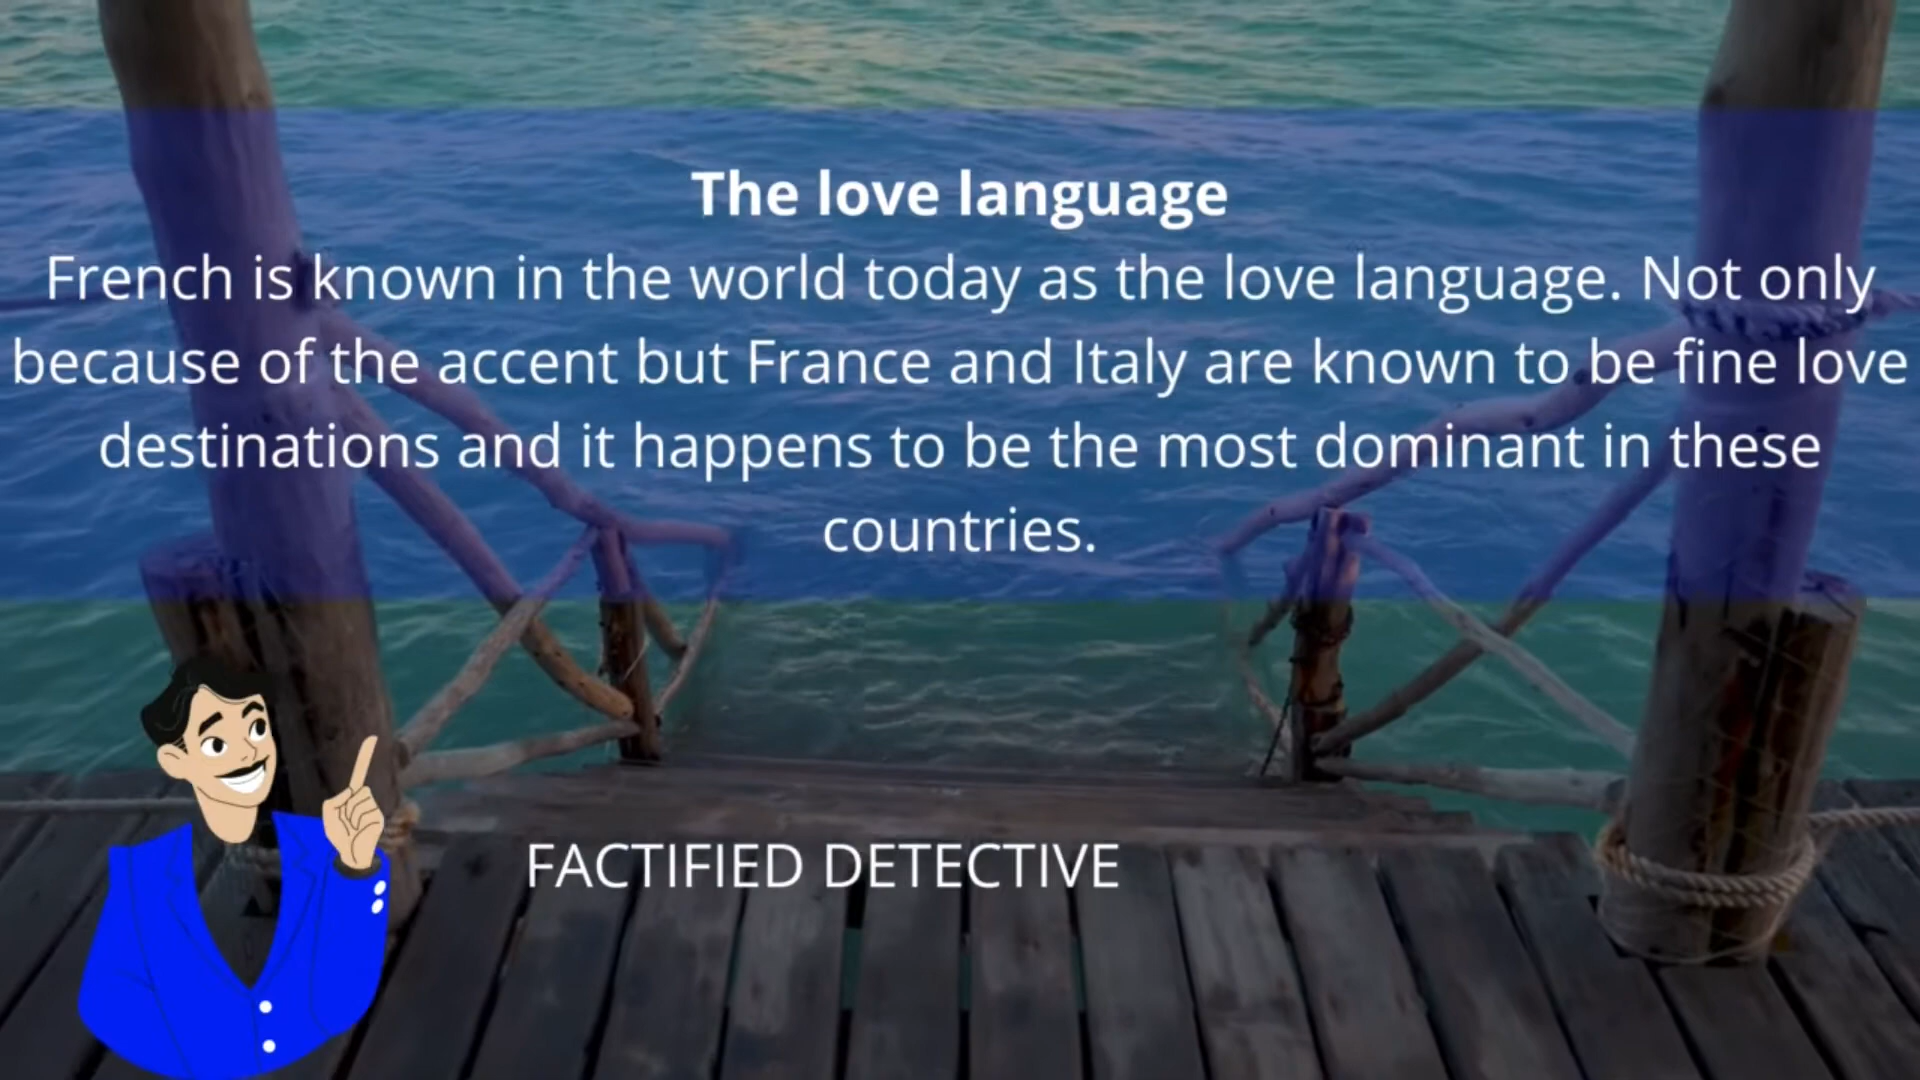 The love language
French is known in the world today as the love language. Not only
because of the accent but France and Italy are known to be fine love
destinations and it happens to be the most dominant in these
countries.
FACTIFIED DETECTIVE